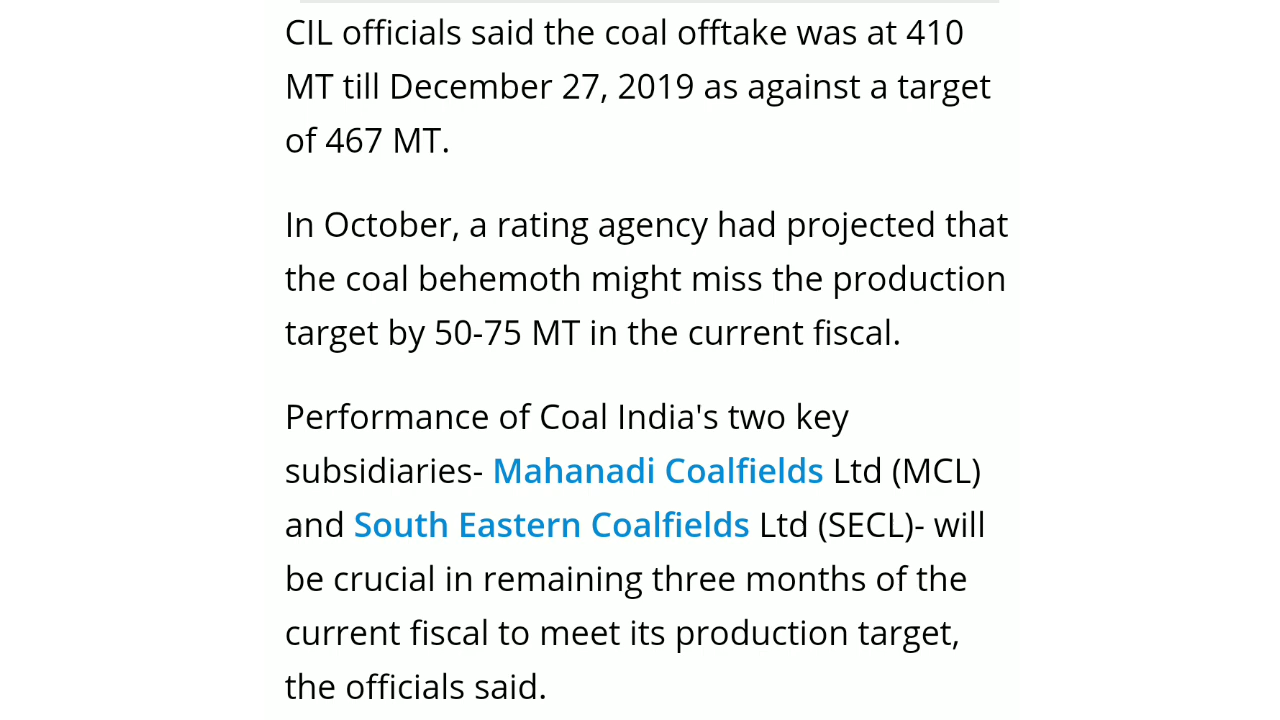 CIL officials said the coal offtake was at 410
MT till December 27, 2019 as against a target
of 467 MT.
In October, a rating agency had projected that
the coal behemoth might miss the production
target by 50-75 MT in the current fiscal.
Performance of Coal India's two key
subsidiaries- Mahanadi Coalfields Ltd (MCL)
and South Eastern Coalfields Ltd (SECL)- will
be crucial in remaining three months of the
current fiscal to meet its production target,
the officials said.